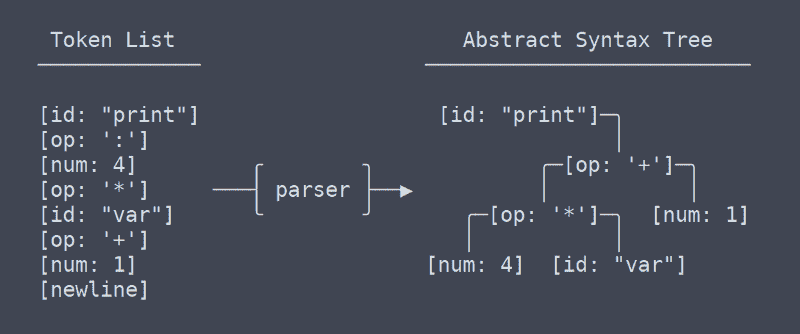 Token List
Abstract Syntax Tree
[id: "print"]
[op: ':']
[num: 4]
[op: '*']
[id: "var"]
[op: '+']
[num: 1]
[newline]
parser
[id: "print"]
[op: '+']
[op: '*']
[num: 1]
[num: 4]
[id: "var"]